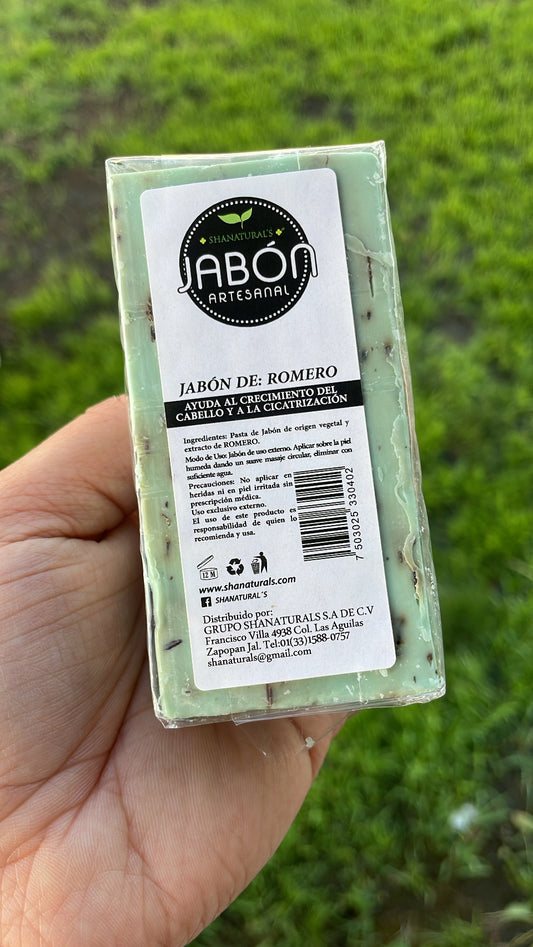 SHANATURAL'S
JABÓN
ARTESANAL
JABÓN DE: ROMERO
AYUDA AL CRECIMIENTO DEL
CABELLO Y A LA CICATRIZACIÓN
Ingredientes: Pasta de Jabón de origen vegetal y
extracto de ROMERO.
Modo de Uso: Jabón de uso externo. Aplicar sobre la piel
humeda dando un suave masaje circular, eliminar con
suficiente agua.
Precauciones: No aplicar en
heridas ni en piel irritada sin
prescripción médica.
Uso exclusivo externo.
El uso de este producto es
responsabilidad de quien lo
recomienda y usa.
7 503025 330402
12 M
www.shanaturals.com
SHANATURAL'S
Distribuido por:
GRUPO SHANATURALS S.A DE C.V
Francisco Villa 4938 Col. Las Aguilas
Zapopan Jal. Tel:01(33)1588-0757
shanaturals@gmail.com